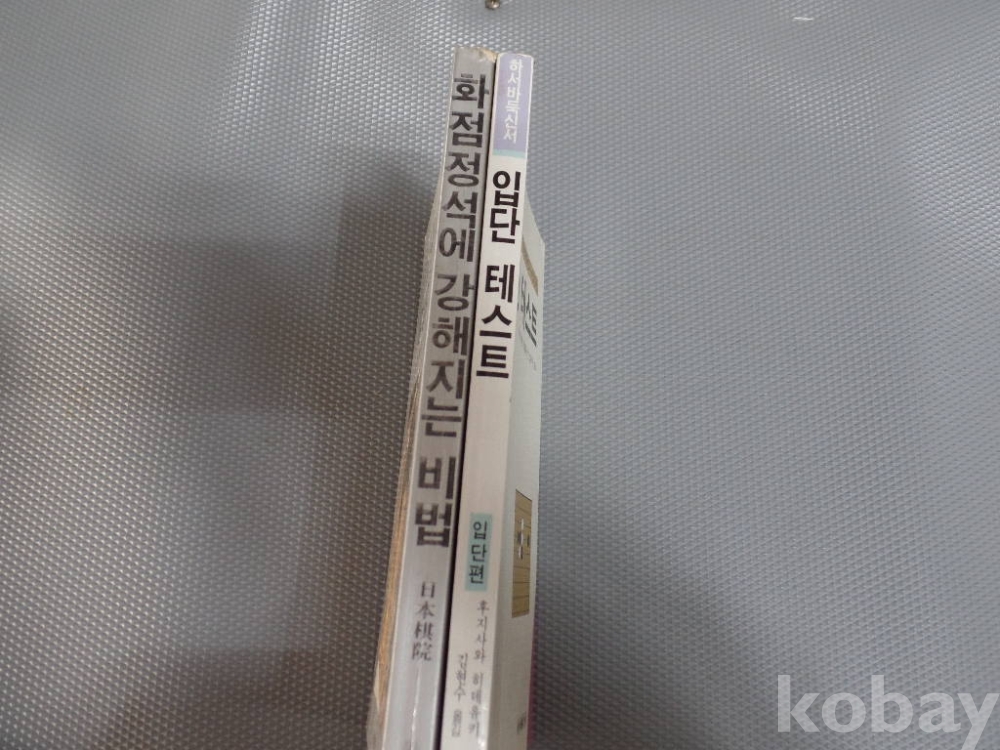 화점정석에 강해지는 비법
日本棋院
하서바둑신서
입단 테스트
입단편
후지사와 히데유키
김현수 옮김
스트
kobay